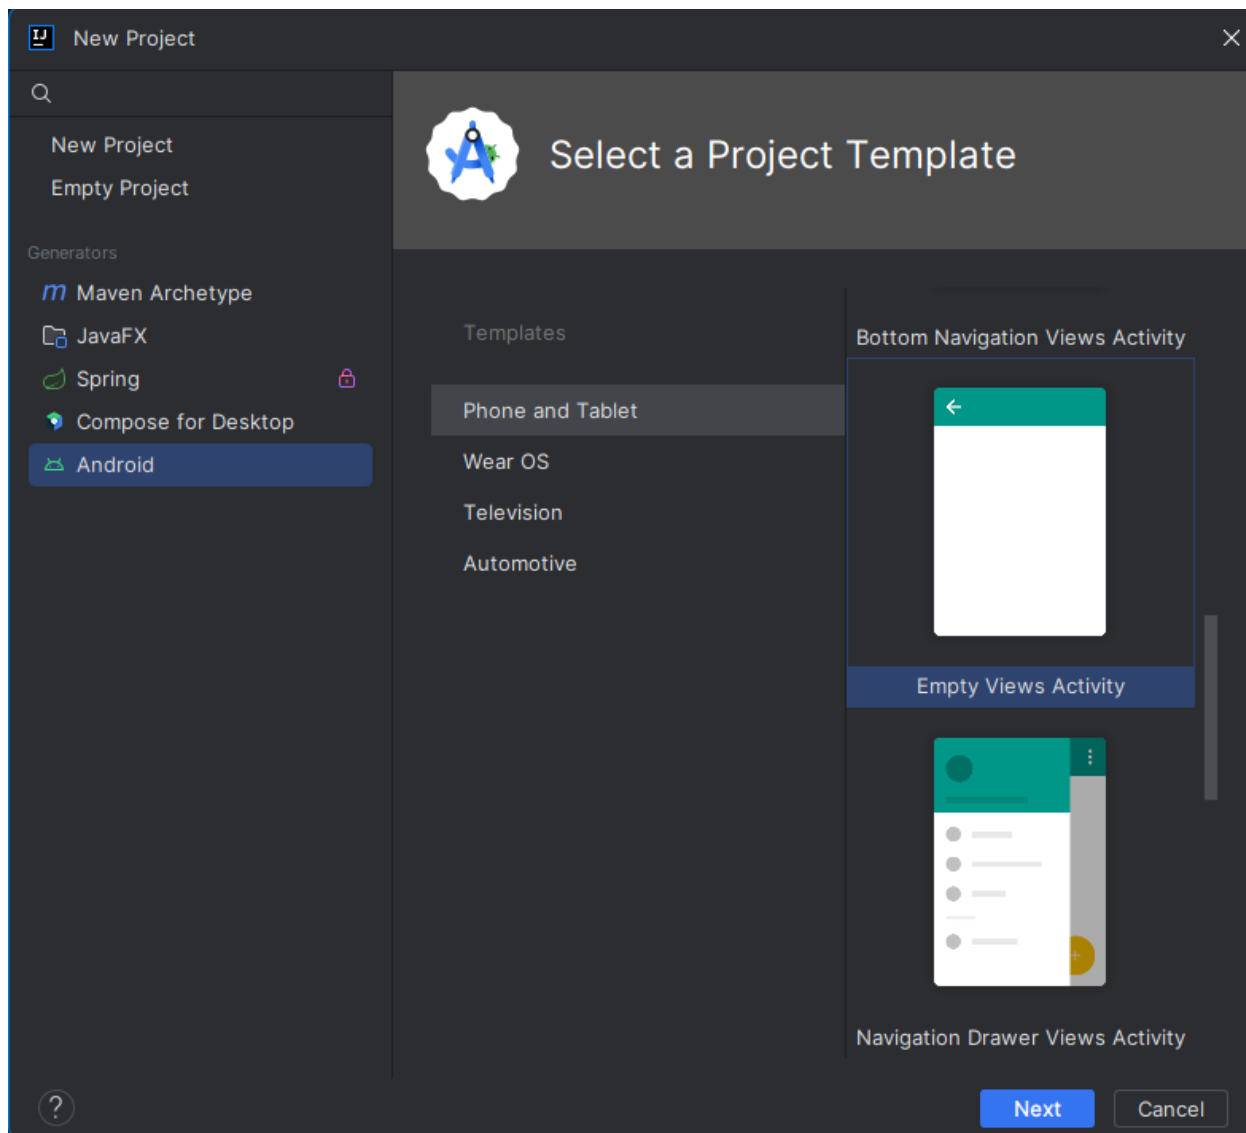 IJ
New Project
New Project
Empty Project
Generators
m Maven Archetype
JavaFX
Spring
Compose for Desktop
Android
Select a Project Template
Templates
Phone and Tablet
Wear OS
Television
Automotive
Bottom Navigation Views Activity
Empty Views Activity
Navigation Drawer Views Activity
?
Next
Cancel